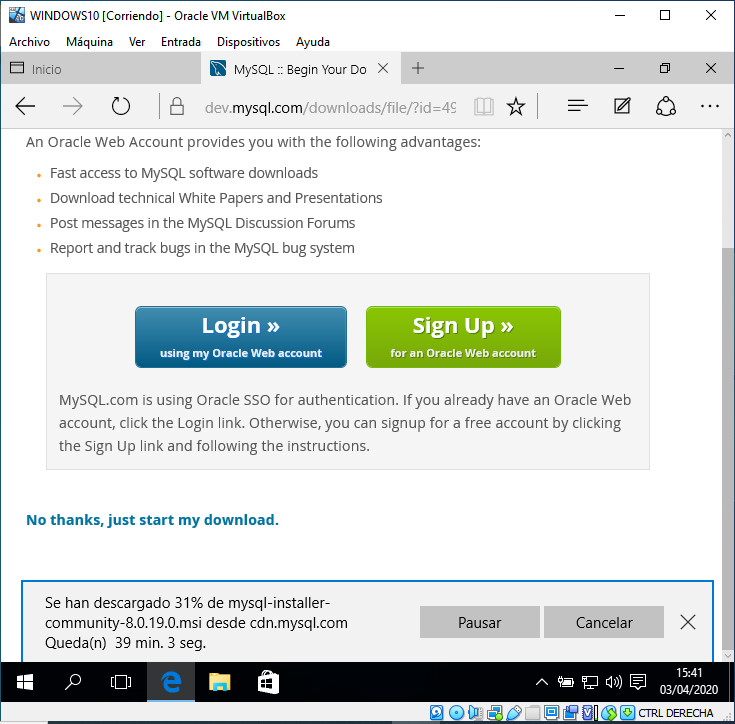 WINDOWS10 [Corriendo] - Oracle VM VirtualBox
Archivo Máquina Ver Entrada Dispositivos Ayuda
Inicio
MySQL :: Begin Your Do
dev.mysql.com/downloads/file/?id=49
An Oracle Web Account provides you with the following advantages:
Fast access to MySQL software downloads
Download technical White Papers and Presentations
Post messages in the MySQL Discussion Forums
Report and track bugs in the MySQL bug system
Login »
using my Oracle Web account
Sign Up »
for an Oracle Web account
MySQL.com is using Oracle SSO for authentication. If you already have an Oracle Web
account, click the Login link. Otherwise, you can signup for a free account by clicking
the Sign Up link and following the instructions.
No thanks, just start my download.
Se han descargado 31% de mysql-installer-
community-8.0.19.0.msi desde cdn.mysql.com
Queda(n) 39 min. 3 seg.
Pausar
Cancelar
15:41
03/04/2020
CTRL DERECHA